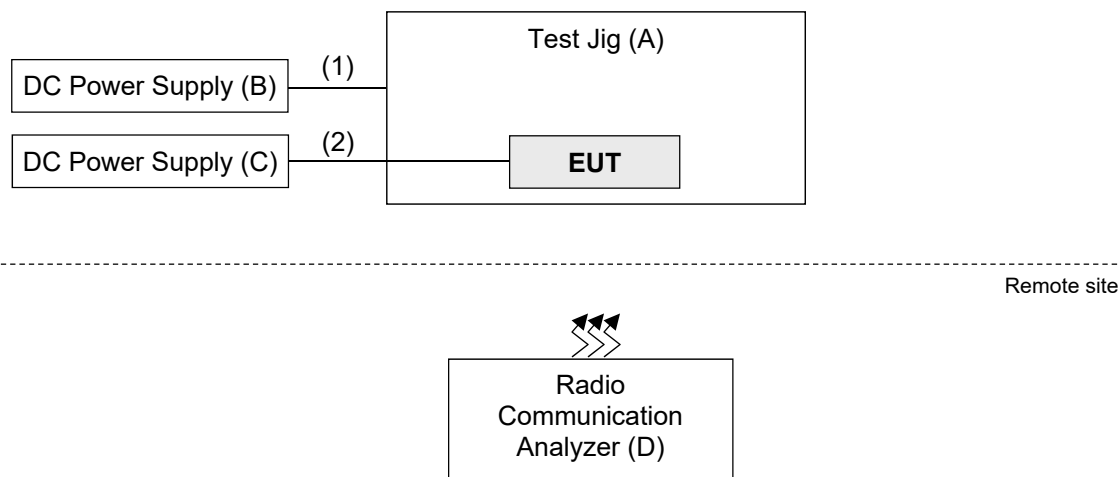 Test Jig (A)
(1)
DC Power Supply (B)
(2)
DC Power Supply (C)
EUT
Remote site
Radio
Communication
Analyzer (D)